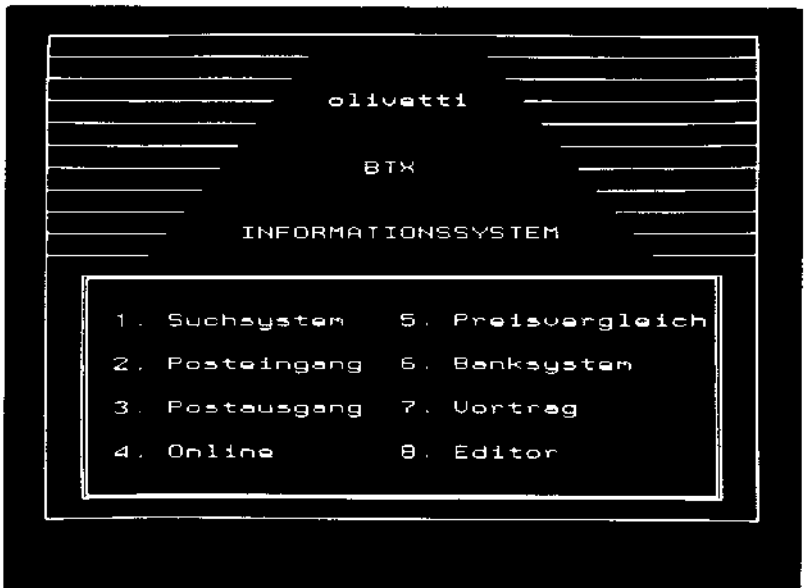 olivetti
BTX
INFORMATIONSSYSTEM
1. Suchsystem 5. Preisvergleich
2. Posteingang 6. Banksystem
3. Postausgang 7. Vortrag
4. Online 8. Editor